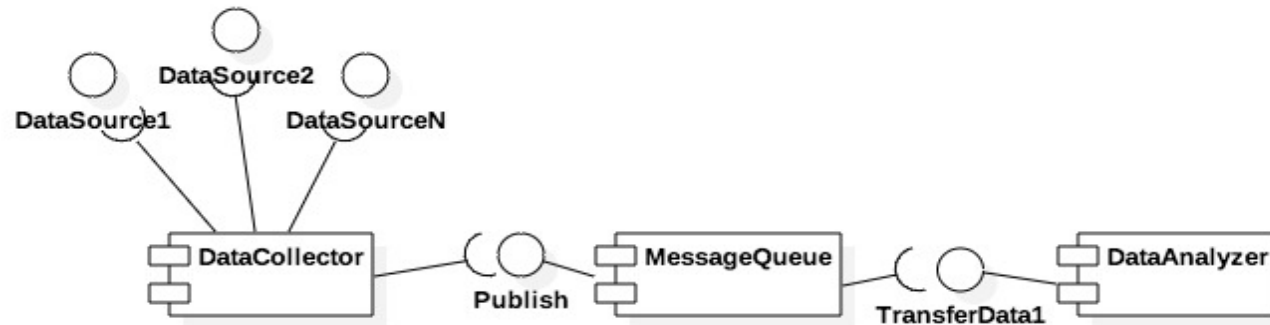 DataSource2
DataSource1
DataSourceN
DataCollector
MessageQueue
DataAnalyzer
Publish
TransferData1